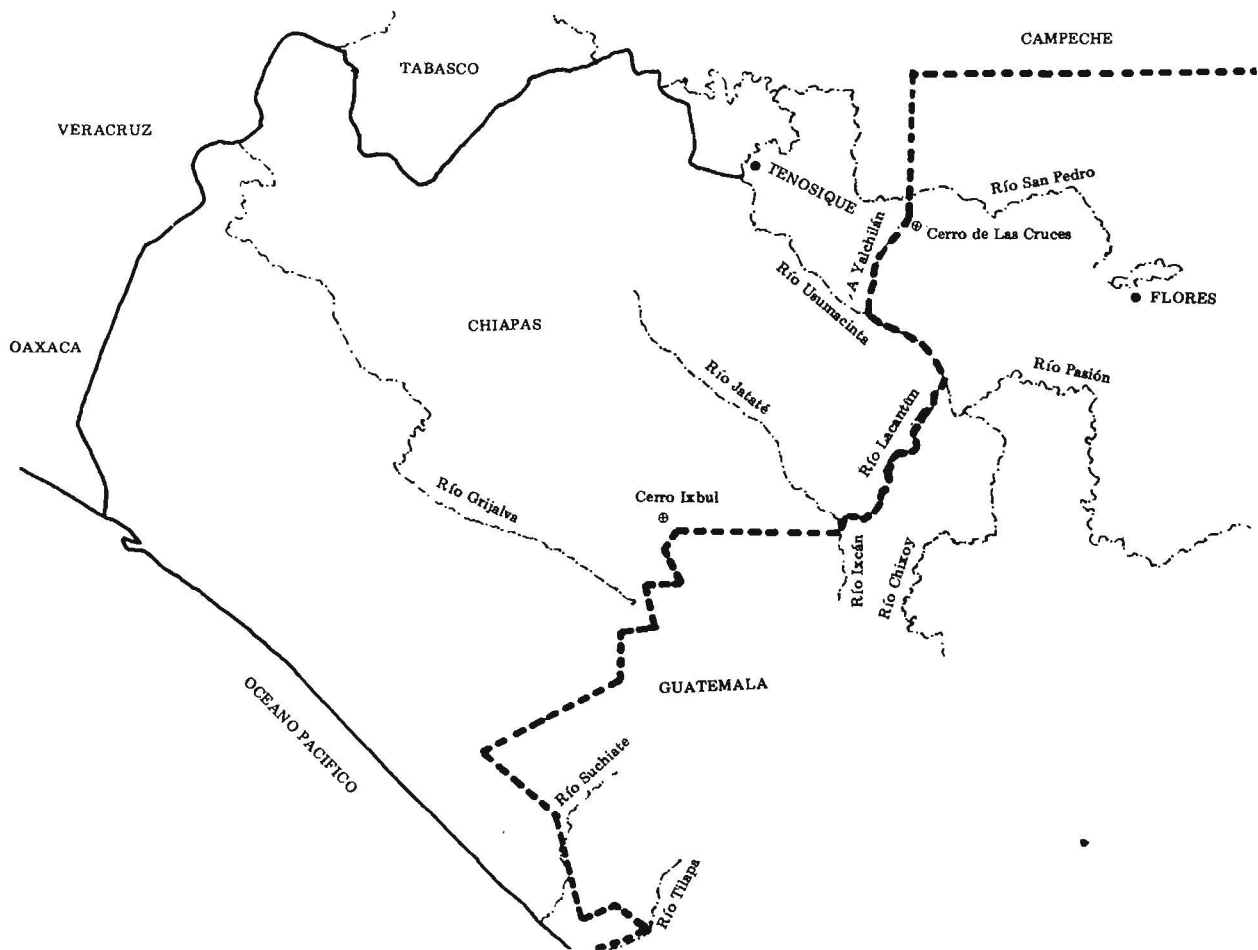 CAMPECHE
TABASCO
VERACRUZ
TENOSIQUE
Río San Pedro
A Yalchilán
Cerro de Las Cruces
Río Usumacinta
FLORES
CHIAPAS
OAXACA
Río Jataté
Río Pasión
Río Lacantún
Río Grijalva
Cerro Ixbul
Río Ixcán
Río Chixoy
GUATEMALA
OCEANO PACIFICO
Río Suchiate
Río Tilapa